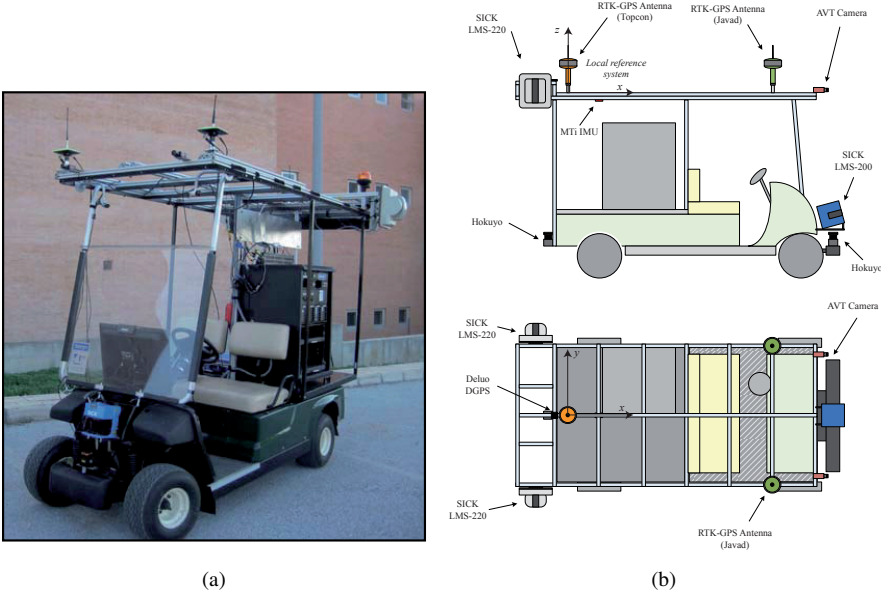 SICK
LMS-220
RTK-GPS Antenna
(Topcon)
RTK-GPS Antenna
(Javad)
AVT Camera
z
Local reference
system
x
MTi IMU
SICK
LMS-200
Hokuyo
Hokuyo
SICK
LMS-220
AVT Camera
y
Deluo
DGPS
x
SICK
LMS-220
RTK-GPS Antenna
(Javad)
(a)
(b)